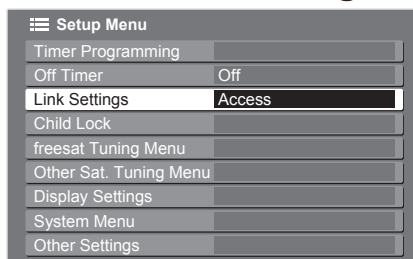 Setup Menu
Timer Programming
Off Timer Off
Link Settings Access
Child Lock
freesat Tuning Menu
Other Sat. Tuning Menu
Display Settings
System Menu
Other Settings